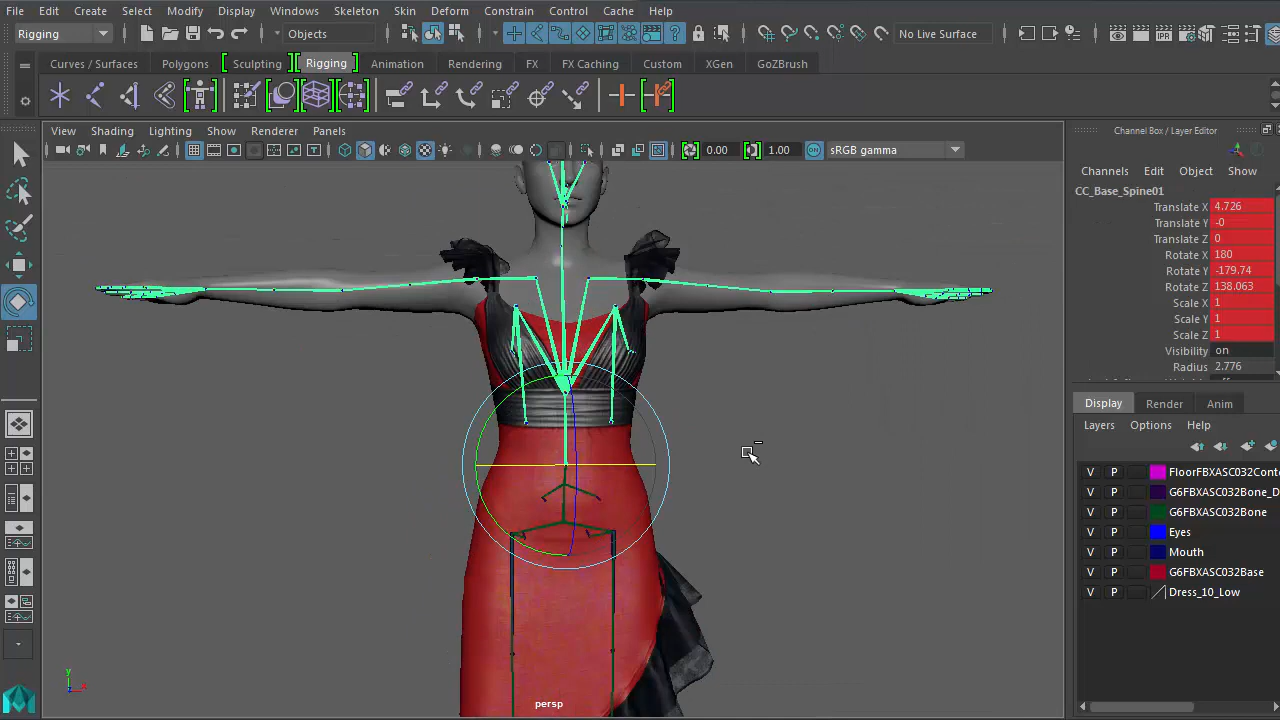 File Edit Create Select Modify Display Windows Skeleton Skin Deform Constrain Control Cache Help
Rigging Objects No Live Surface
Curves / Surfaces Polygons Sculpting Rigging Animation Rendering FX FX Caching Custom XGen GoZBrush
View Shading Lighting Show Renderer Panels
0.00 1.00 ON sRGB gamma
persp
y
z x
Channel Box / Layer Editor
Channels Edit Object Show
CC_Base_Spine01
Translate X 4.726
Translate Y -0
Translate Z 0
Rotate X 180
Rotate Y -179.74
Rotate Z 138.063
Scale X 1
Scale Y 1
Scale Z 1
Visibility on
Radius 2.776
Display Render Anim
Layers Options Help
V P FloorFBXASC032Conto
V P G6FBXASC032Bone_D
V P G6FBXASC032Bone
V P Eyes
V P Mouth
V P G6FBXASC032Base
V P Dress_10_Low